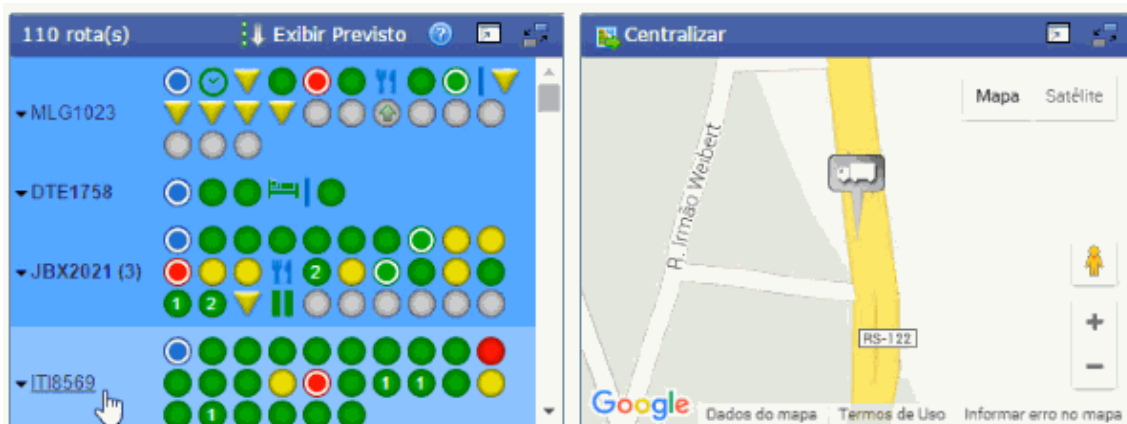 110 rota(s)
Exibir Previsto
?
MLG1023
DTE1758
JBX2021 (3)
2
1 2
ITI8569
1 1
1
Centralizar
Mapa
Satélite
R. Irmão Weibert
RS-122
+
−
Google
Dados do mapa
Termos de Uso
Informar erro no mapa